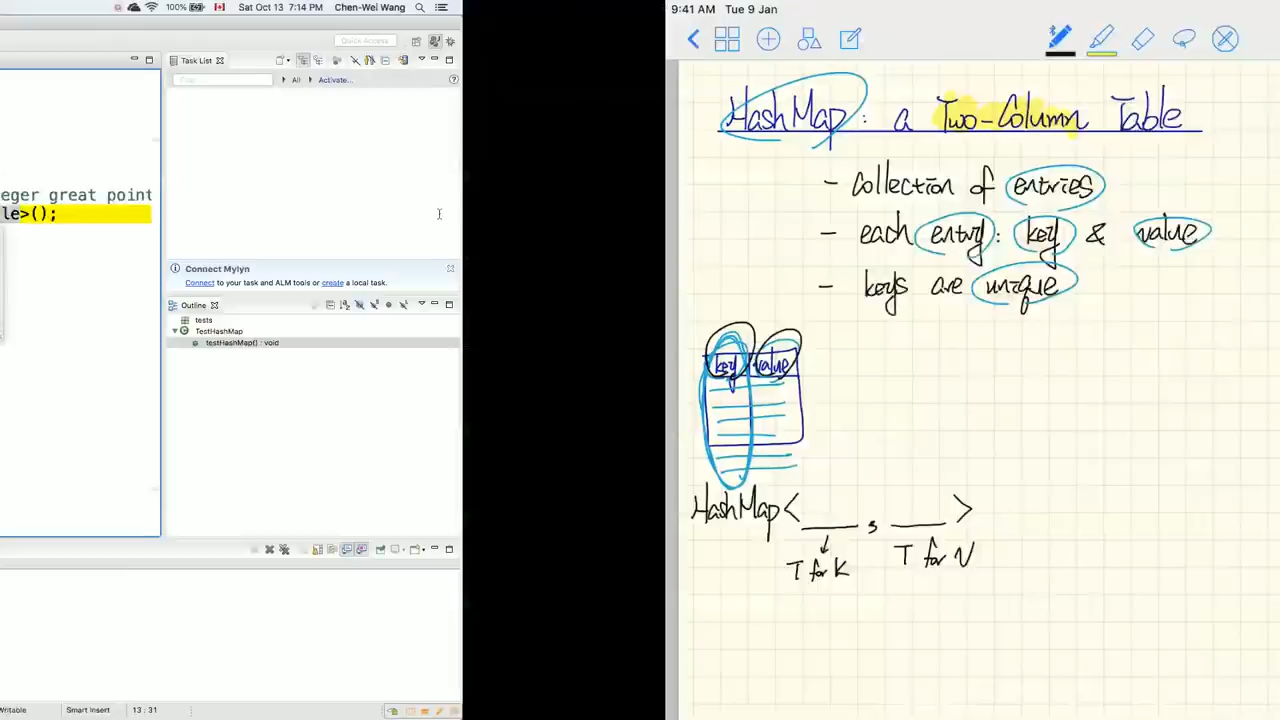 100% Sat Oct 13 7:14 PM Chen-Wei Wang
Quick Access
Task List
All Activate...
eger great point
le>();
Connect Mylyn
Connect to your task and ALM tools or create a local task.
Outline
tests
TestHashMap
testHashMap() : void
Writable Smart Insert 13 : 31
9:41 AM Tue 9 Jan
HashMap: a Two-Column Table
- collection of entries
- each entry: key & value
- keys are unique
key value
HashMap< ___ , ___ >
T for K T for V